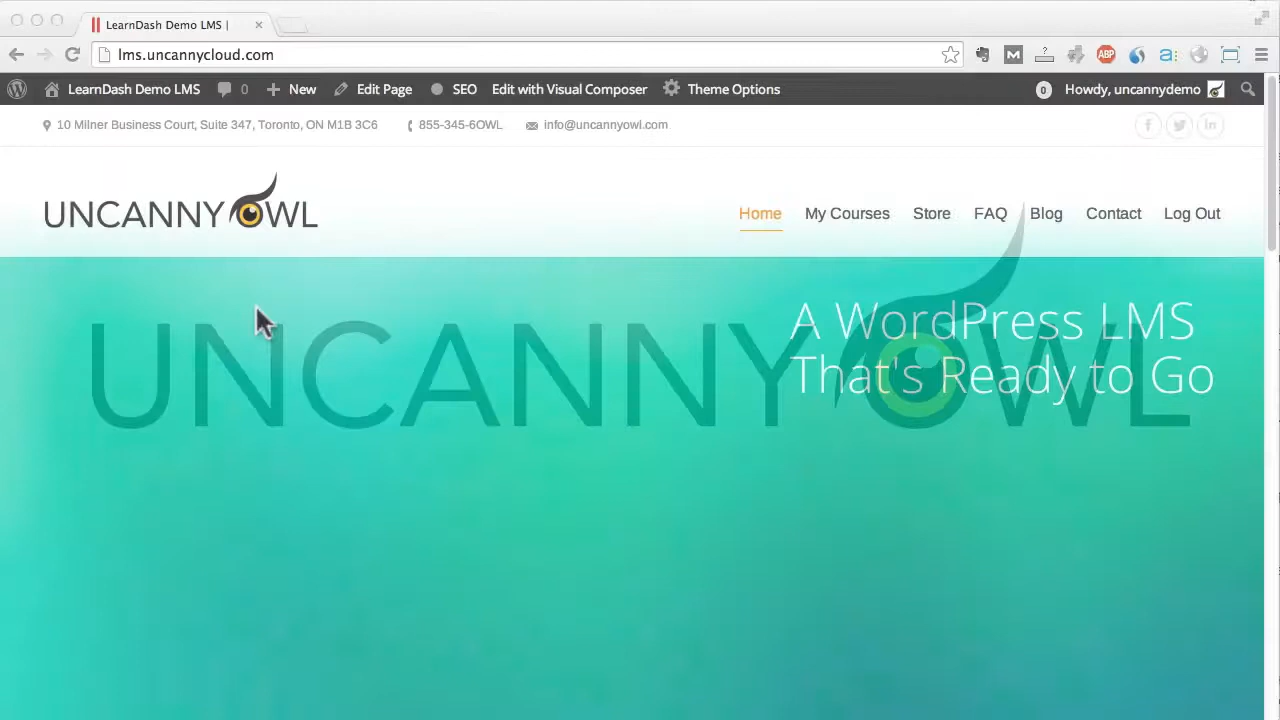 LearnDash Demo LMS |
lms.uncannycloud.com
LearnDash Demo LMS 0 New Edit Page SEO Edit with Visual Composer Theme Options 0 Howdy, uncannydemo
10 Milner Business Court, Suite 347, Toronto, ON M1B 3C6 855-345-6OWL info@uncannyowl.com
UNCANNY OWL
Home My Courses Store FAQ Blog Contact Log Out
A WordPress LMS
That's Ready to Go
UNCANNY OWL